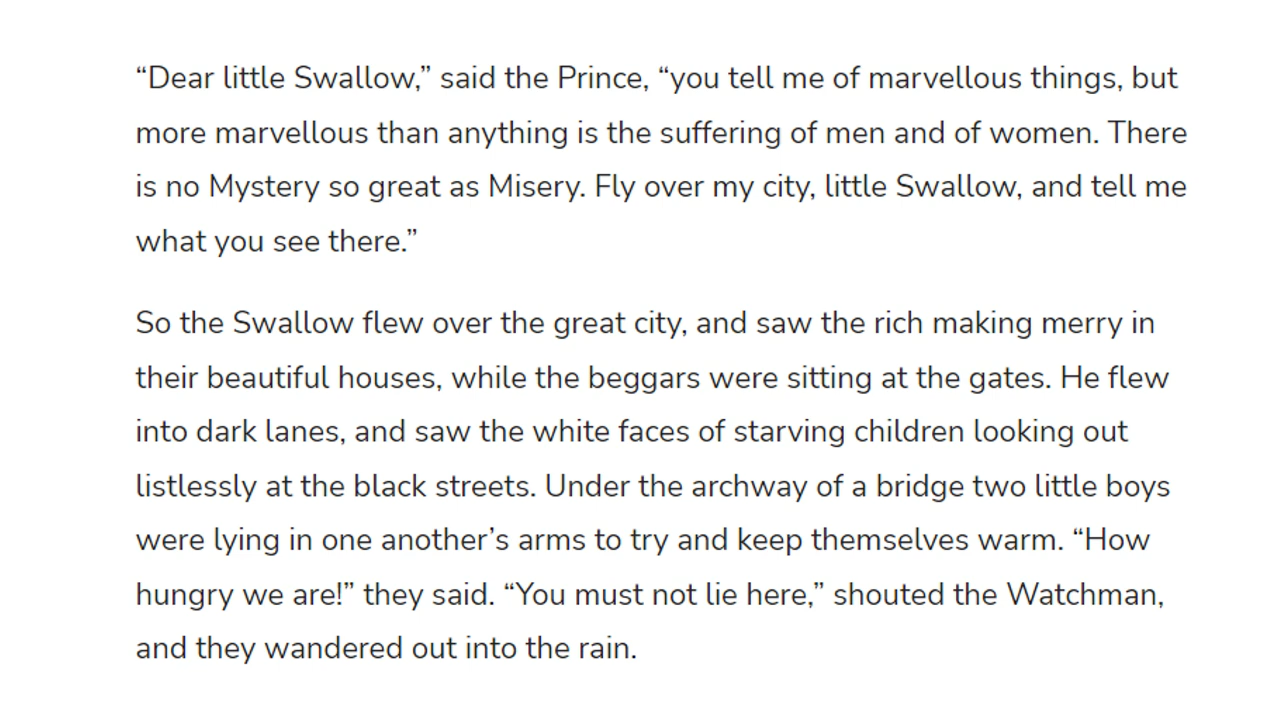 “Dear little Swallow,” said the Prince, “you tell me of marvellous things, but
more marvellous than anything is the suffering of men and of women. There
is no Mystery so great as Misery. Fly over my city, little Swallow, and tell me
what you see there.”
So the Swallow flew over the great city, and saw the rich making merry in
their beautiful houses, while the beggars were sitting at the gates. He flew
into dark lanes, and saw the white faces of starving children looking out
listlessly at the black streets. Under the archway of a bridge two little boys
were lying in one another’s arms to try and keep themselves warm. “How
hungry we are!” they said. “You must not lie here,” shouted the Watchman,
and they wandered out into the rain.